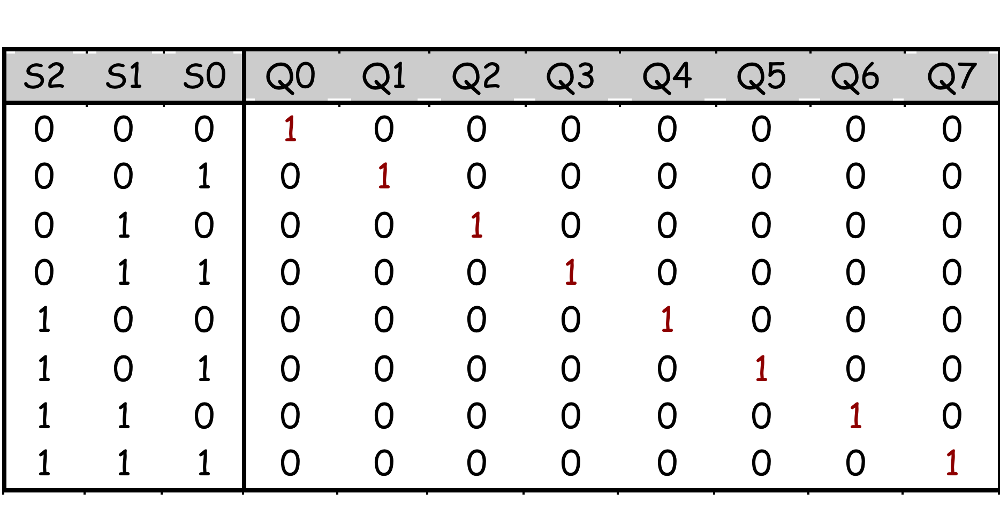 S2 S1 S0 Q0 Q1 Q2 Q3 Q4 Q5 Q6 Q7
0 0 0 1 0 0 0 0 0 0 0
0 0 1 0 1 0 0 0 0 0 0
0 1 0 0 0 1 0 0 0 0 0
0 1 1 0 0 0 1 0 0 0 0
1 0 0 0 0 0 0 1 0 0 0
1 0 1 0 0 0 0 0 1 0 0
1 1 0 0 0 0 0 0 0 1 0
1 1 1 0 0 0 0 0 0 0 1